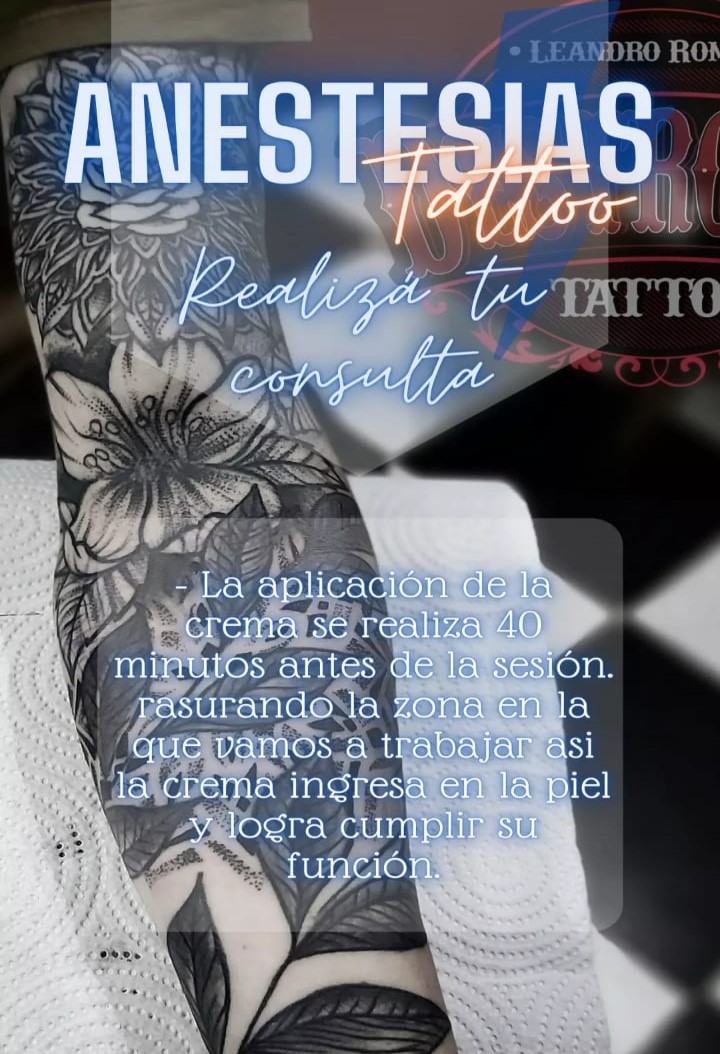 • LEANDRO ROM
ANESTESIAS
Tattoo
Realizá tu
TATTO
consulta
- La aplicación de la
crema se realiza 40
minutos antes de la sesión.
rasurando la zona en la
que vamos a trabajar asi
la crema ingresa en la piel
y logra cumplir su
función.